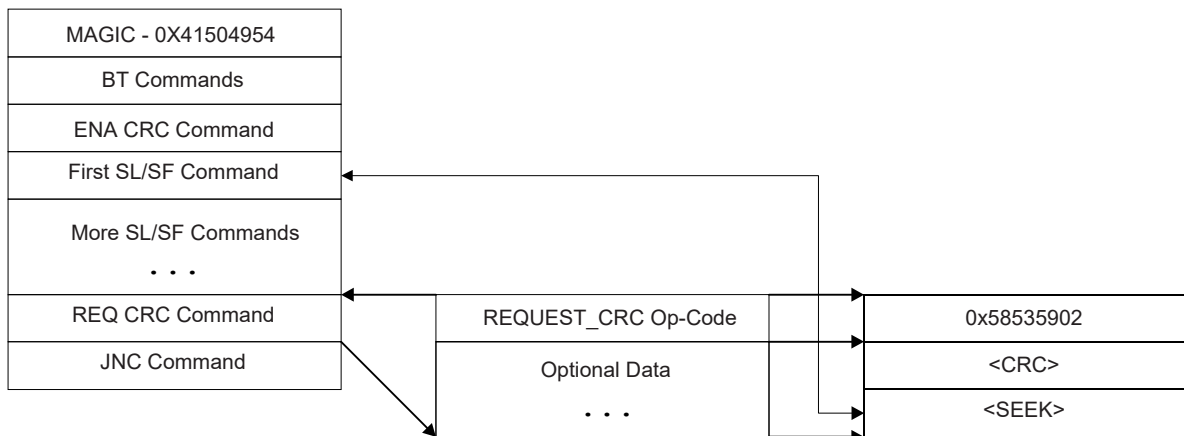 MAGIC - 0X41504954
BT Commands
ENA CRC Command
First SL/SF Command
More SL/SF Commands
. . .
REQ CRC Command
JNC Command
REQUEST_CRC Op-Code
Optional Data
. . .
0x58535902
<CRC>
<SEEK>